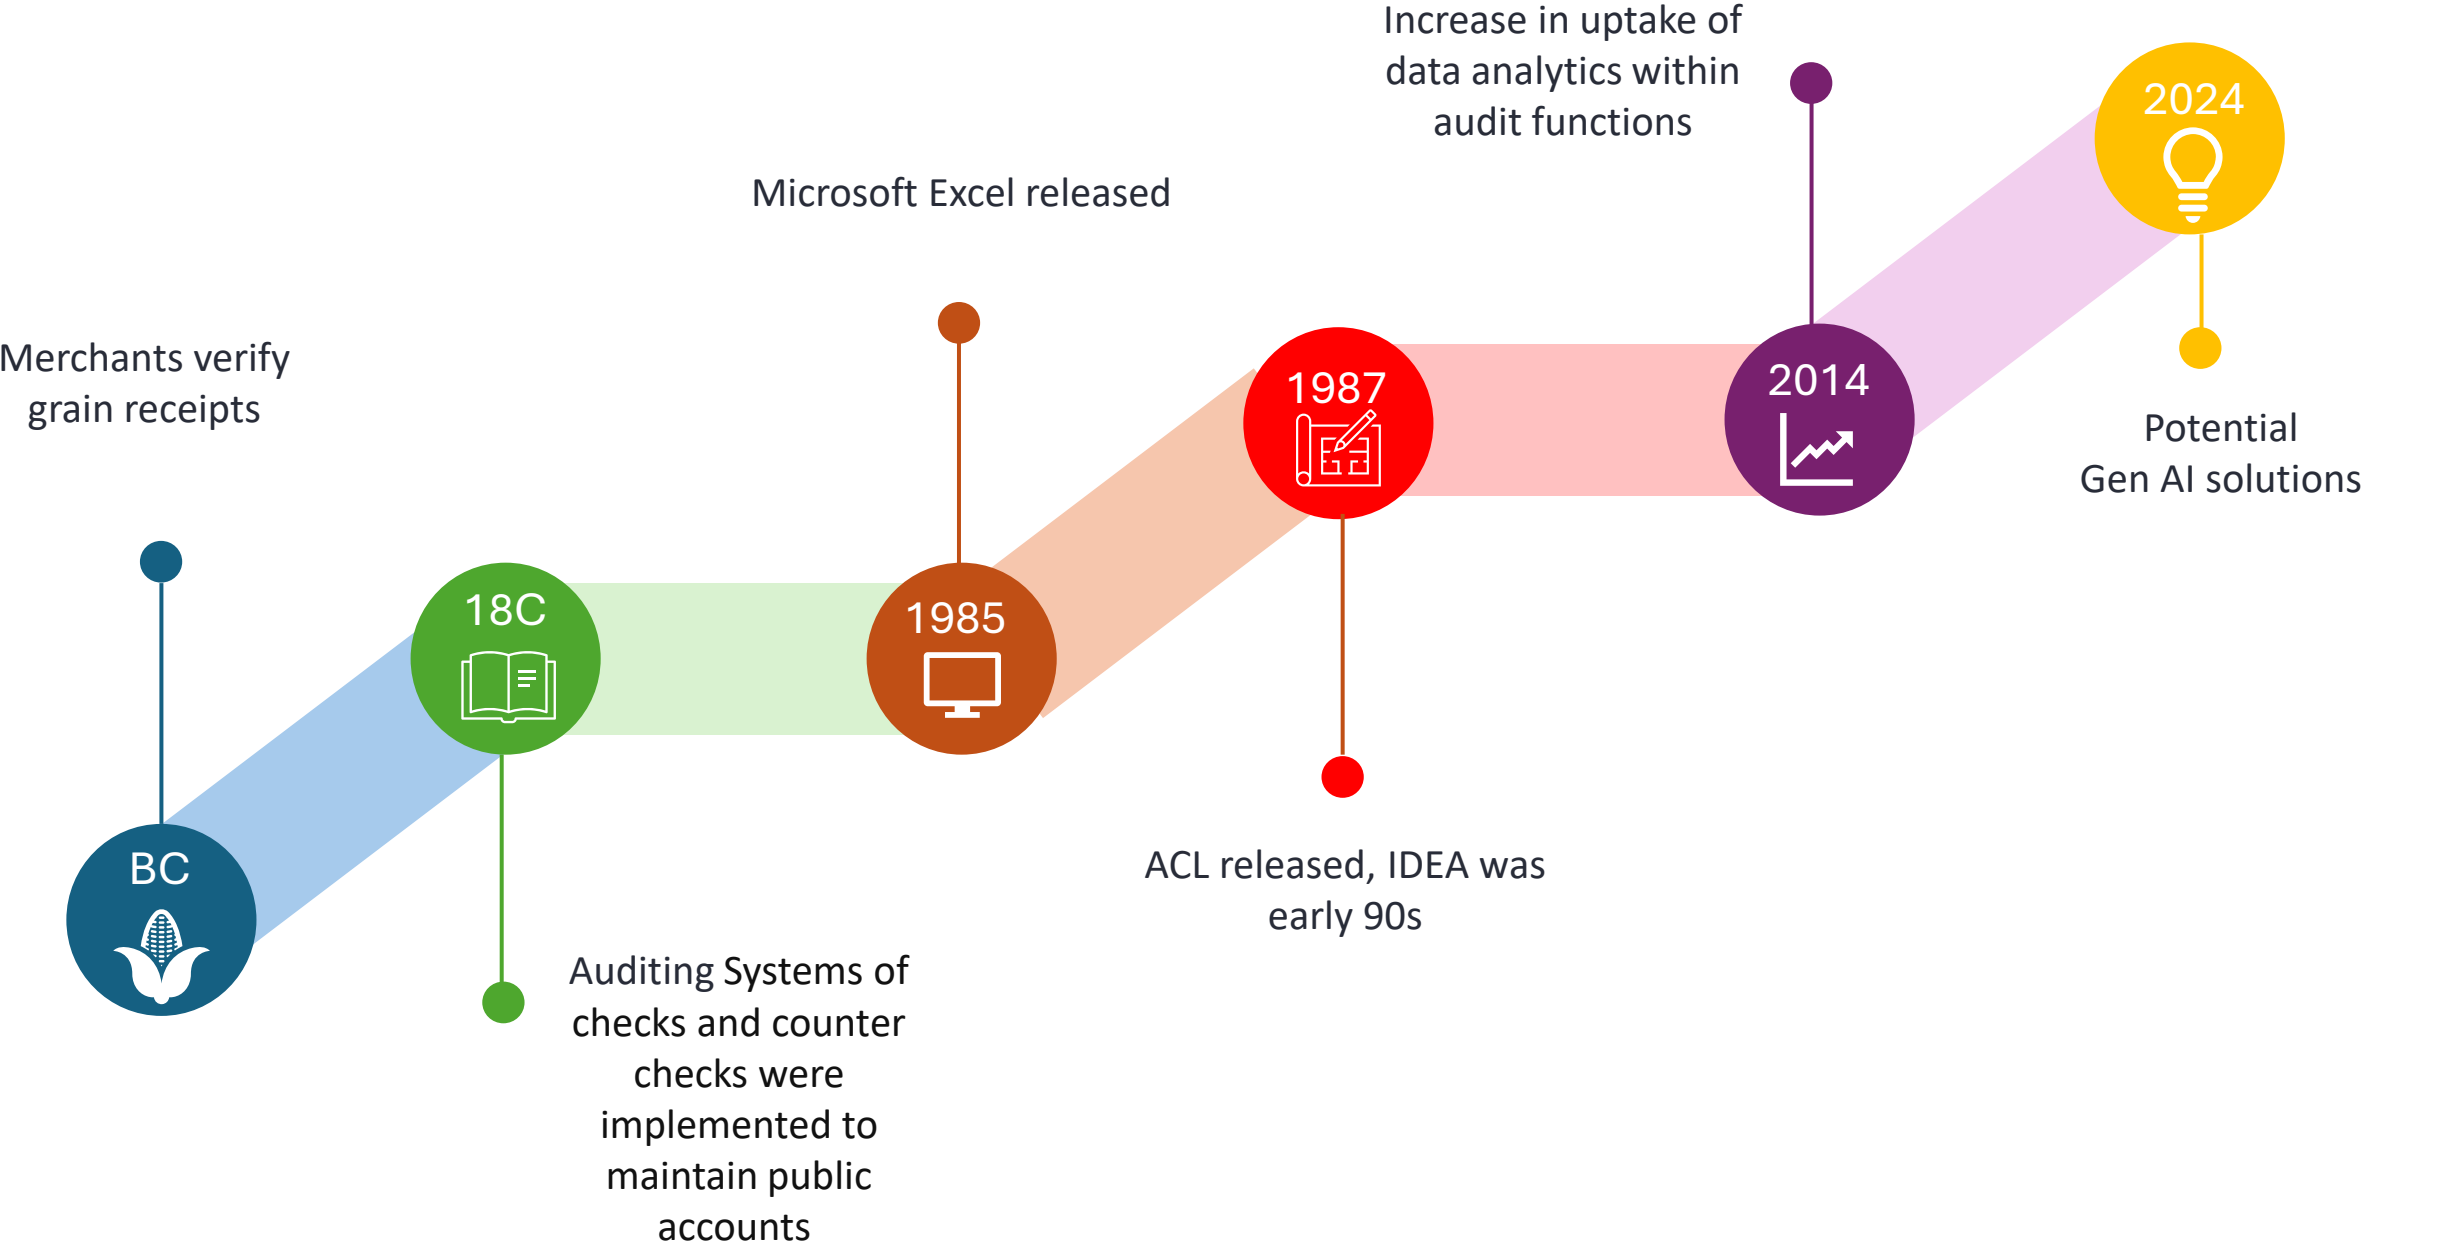 Merchants verify
grain receipts
BC
18C
Auditing Systems of
checks and counter
checks were
implemented to
maintain public
accounts
Microsoft Excel released
1985
1987
ACL released, IDEA was
early 90s
Increase in uptake of
data analytics within
audit functions
2014
2024
Potential
Gen AI solutions